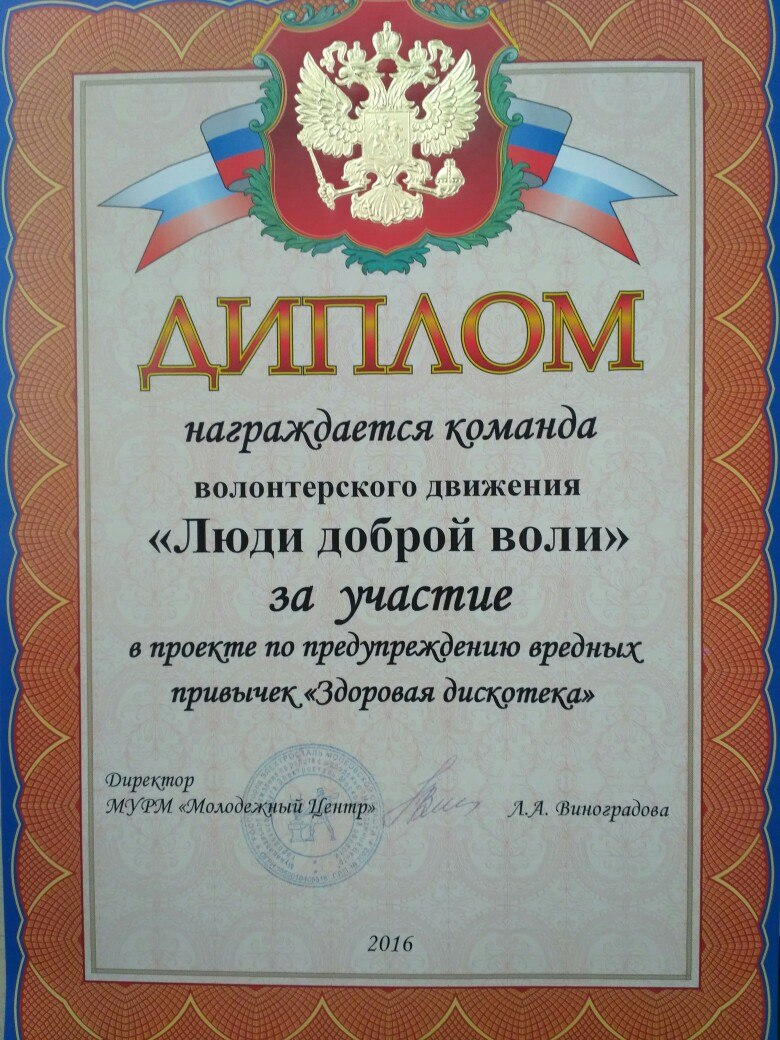 ДИПЛОМ
награждается команда
волонтерского движения
«Люди доброй воли»
за участие
в проекте по предупреждению вредных
привычек «Здоровая дискотека»
Директор
МУРМ «Молодежный Центр»
Л.А. Виноградова
2016